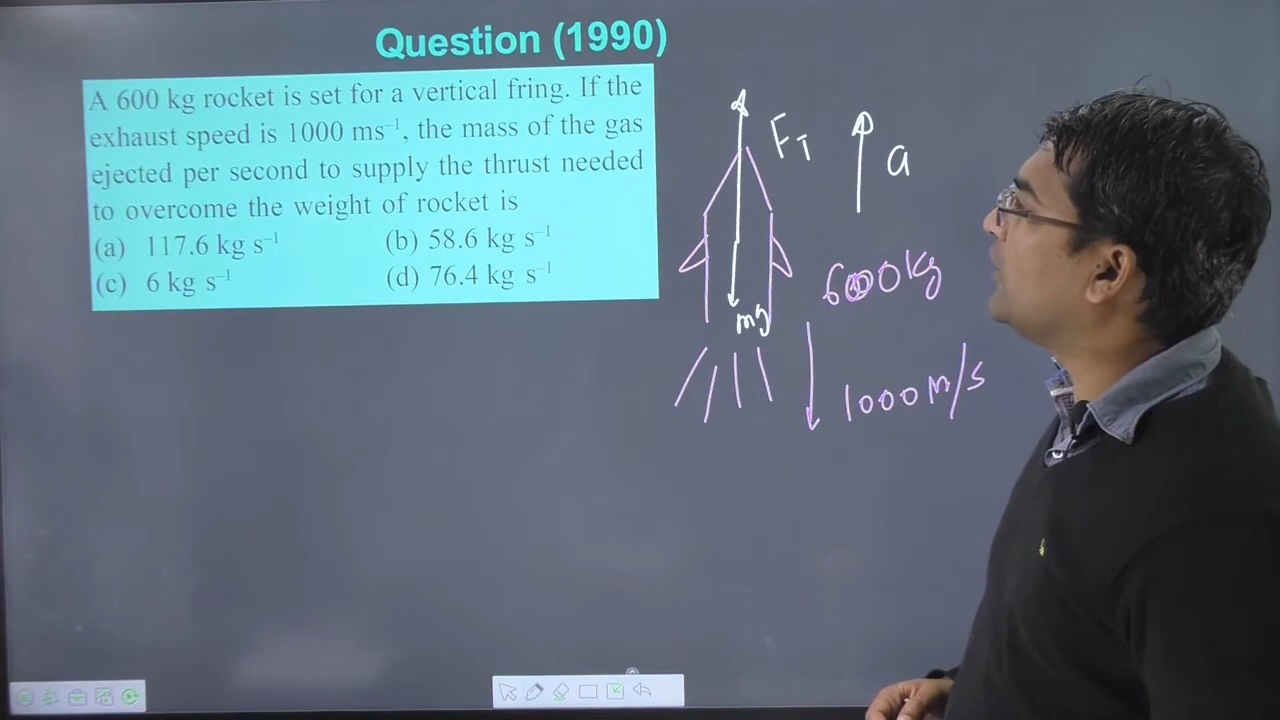 Question (1990)
A 600 kg rocket is set for a vertical fring. If the
exhaust speed is 1000 ms⁻¹, the mass of the gas
ejected per second to supply the thrust needed
to overcome the weight of rocket is
(a) 117.6 kg s⁻¹ (b) 58.6 kg s⁻¹
(c) 6 kg s⁻¹ (d) 76.4 kg s⁻¹
F_T
a
600kg
mg
1000m/s